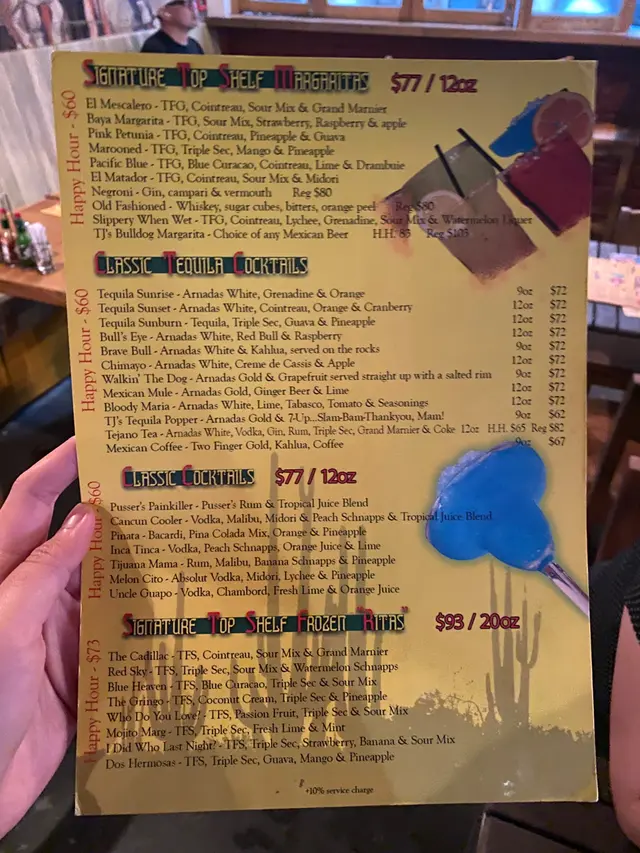 Signature Top Shelf Margaritas $77 / 12oz
Happy Hour - $60
El Mescalero - TFG, Cointreau, Sour Mix & Grand Marnier
Baya Margarita - TFG, Sour Mix, Strawberry, Raspberry & apple
Pink Petunia - TFG, Cointreau, Pineapple & Guava
Marooned - TFG, Triple Sec, Mango & Pineapple
Pacific Blue - TFG, Blue Curacao, Cointreau, Lime & Drambuie
El Matador - TFG, Cointreau, Sour Mix & Midori
Negroni - Gin, campari & vermouth Reg $80
Old Fashioned - Whiskey, sugar cubes, bitters, orange peel Reg $80
Slippery When Wet - TFG, Cointreau, Lychee, Grenadine, Sour Mix & Watermelon Liquer
TJ's Bulldog Margarita - Choice of any Mexican Beer H.H. 83 Reg $103
Classic Tequila Cocktails
Happy Hour - $60
Tequila Sunrise - Arnadas White, Grenadine & Orange 9oz $72
Tequila Sunset - Arnadas White, Cointreau, Orange & Cranberry 12oz $72
Tequila Sunburn - Tequila, Triple Sec, Guava & Pineapple 12oz $72
Bull's Eye - Arnadas White, Red Bull & Raspberry 12oz $72
Brave Bull - Arnadas White & Kahlua, served on the rocks 9oz $72
Chimayo - Arnadas White, Creme de Cassis & Apple 12oz $72
Walkin' The Dog - Arnadas Gold & Grapefruit served straight up with a salted rim 9oz $72
Mexican Mule - Arnadas Gold, Ginger Beer & Lime 12oz $72
Bloody Maria - Arnadas White, Lime, Tabasco, Tomato & Seasonings 12oz $72
TJ's Tequila Popper - Arnadas Gold & 7-Up...Slam-Bam-Thankyou, Mam! 9oz $62
Tejano Tea - Arnadas White, Vodka, Gin, Rum, Triple Sec, Grand Marnier & Coke 12oz H.H. $65 Reg $82
Mexican Coffee - Two Finger Gold, Kahlua, Coffee 9oz $67
Classic Cocktails $77 / 12oz
Happy Hour - $60
Pusser's Painkiller - Pusser's Rum & Tropical Juice Blend
Cancun Cooler - Vodka, Malibu, Midori & Peach Schnapps & Tropical Juice Blend
Pinata - Bacardi, Pina Colada Mix, Orange & Pineapple
Inca Tinca - Vodka, Peach Schnapps, Orange Juice & Lime
Tijuana Mama - Rum, Malibu, Banana Schnapps & Pineapple
Melon Cito - Absolut Vodka, Midori, Lychee & Pineapple
Uncle Guapo - Vodka, Chambord, Fresh Lime & Orange Juice
Signature Top Shelf Frozen "Ritas" $93 / 20oz
Happy Hour - $73
The Cadillac - TFS, Cointreau, Sour Mix & Grand Marnier
Red Sky - TFS, Triple Sec, Sour Mix & Watermelon Schnapps
Blue Heaven - TFS, Blue Curacao, Triple Sec & Sour Mix
The Gringo - TFS, Coconut Cream, Triple Sec & Pineapple
Who Do You Love? - TFS, Passion Fruit, Triple Sec & Sour Mix
Mojito Marg - TFS, Triple Sec, Fresh Lime & Mint
I Did Who Last Night? - TFS, Triple Sec, Strawberry, Banana & Sour Mix
Dos Hermosas - TFS, Triple Sec, Guava, Mango & Pineapple
+10% service charge